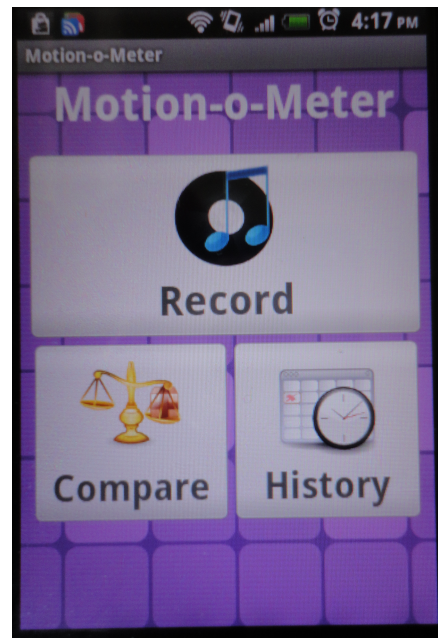 4:17 PM
Motion-o-Meter
Motion-o-Meter
Record
Compare
History